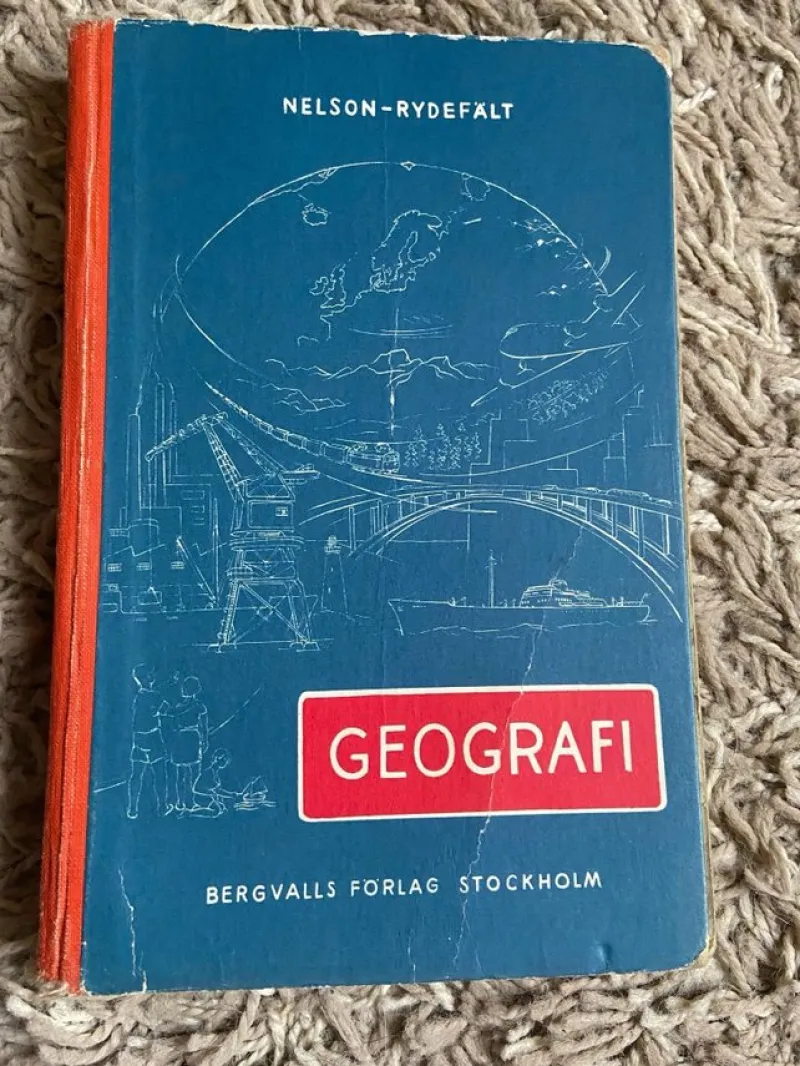 NELSON-RYDEFÄLT
GEOGRAFI
BERGVALLS FÖRLAG STOCKHOLM